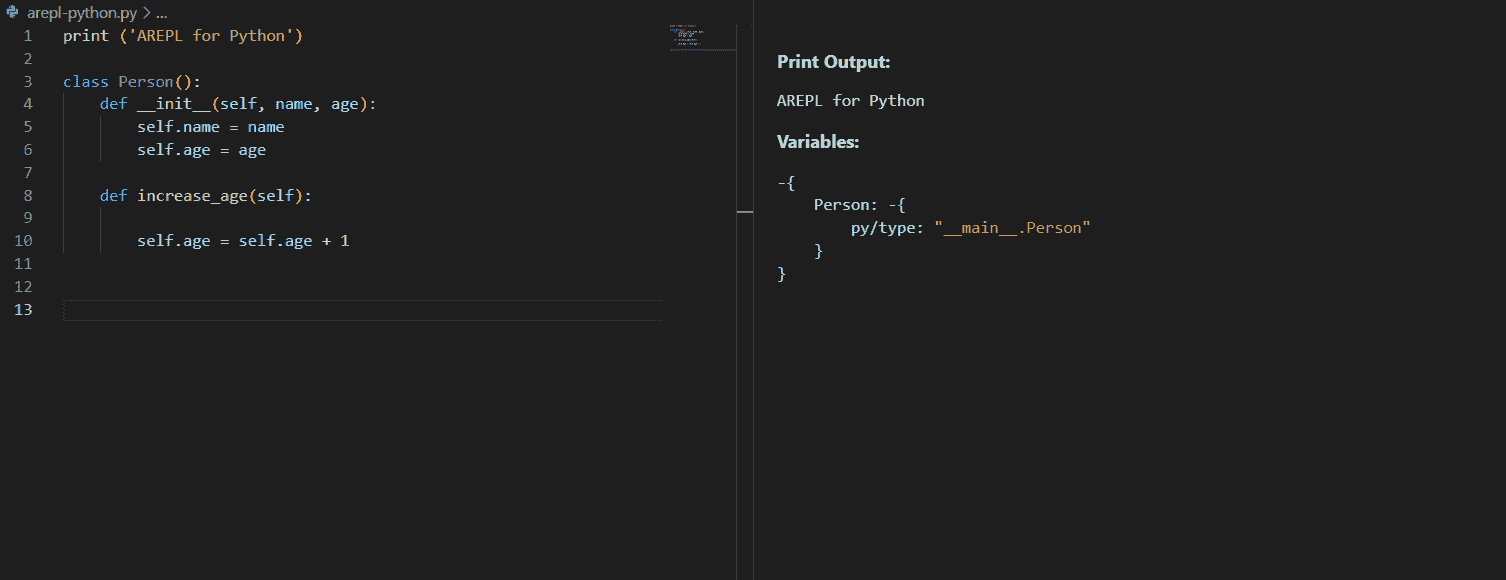 arepl-python.py > ...
1 print ('AREPL for Python')
2
3 class Person():
4     def __init__(self, name, age):
5         self.name = name
6         self.age = age
7
8     def increase_age(self):
9
10         self.age = self.age + 1
11
12
13
Print Output:
AREPL for Python
Variables:
-{
    Person: -{
        py/type: "__main__.Person"
    }
}